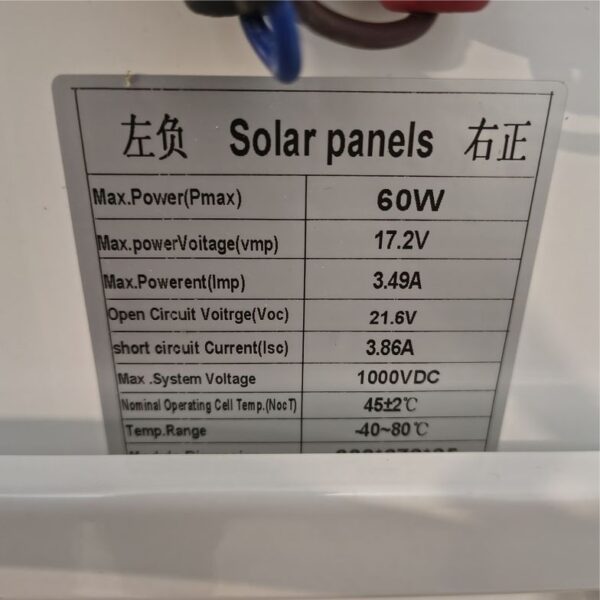 左负 Solar panels 右正
Max.Power(Pmax) 60W
Max.powerVoitage(vmp) 17.2V
Max.Powerent(Imp) 3.49A
Open Circuit Voitrge(Voc) 21.6V
short circuit Current(Isc) 3.86A
Max .System Voltage 1000VDC
Nominal Operating Cell Temp.(NocT) 45±2℃
Temp.Range -40~80℃